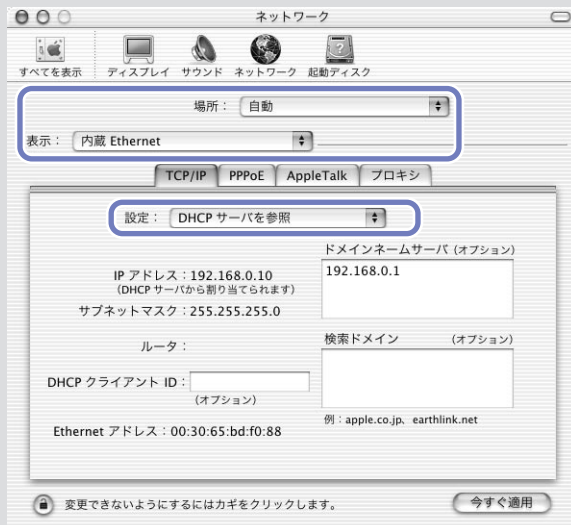 ネットワーク
すべてを表示 ディスプレイ サウンド ネットワーク 起動ディスク
場所： 自動
表示： 内蔵 Ethernet
TCP/IP PPPoE AppleTalk プロキシ
設定： DHCP サーバを参照
ドメインネームサーバ (オプション)
IP アドレス：192.168.0.10
192.168.0.1
(DHCP サーバから割り当てられます)
サブネットマスク：255.255.255.0
ルータ：
検索ドメイン (オプション)
DHCP クライアント ID：
(オプション)
例：apple.co.jp、earthlink.net
Ethernet アドレス：00:30:65:bd:f0:88
変更できないようにするにはカギをクリックします。
今すぐ適用